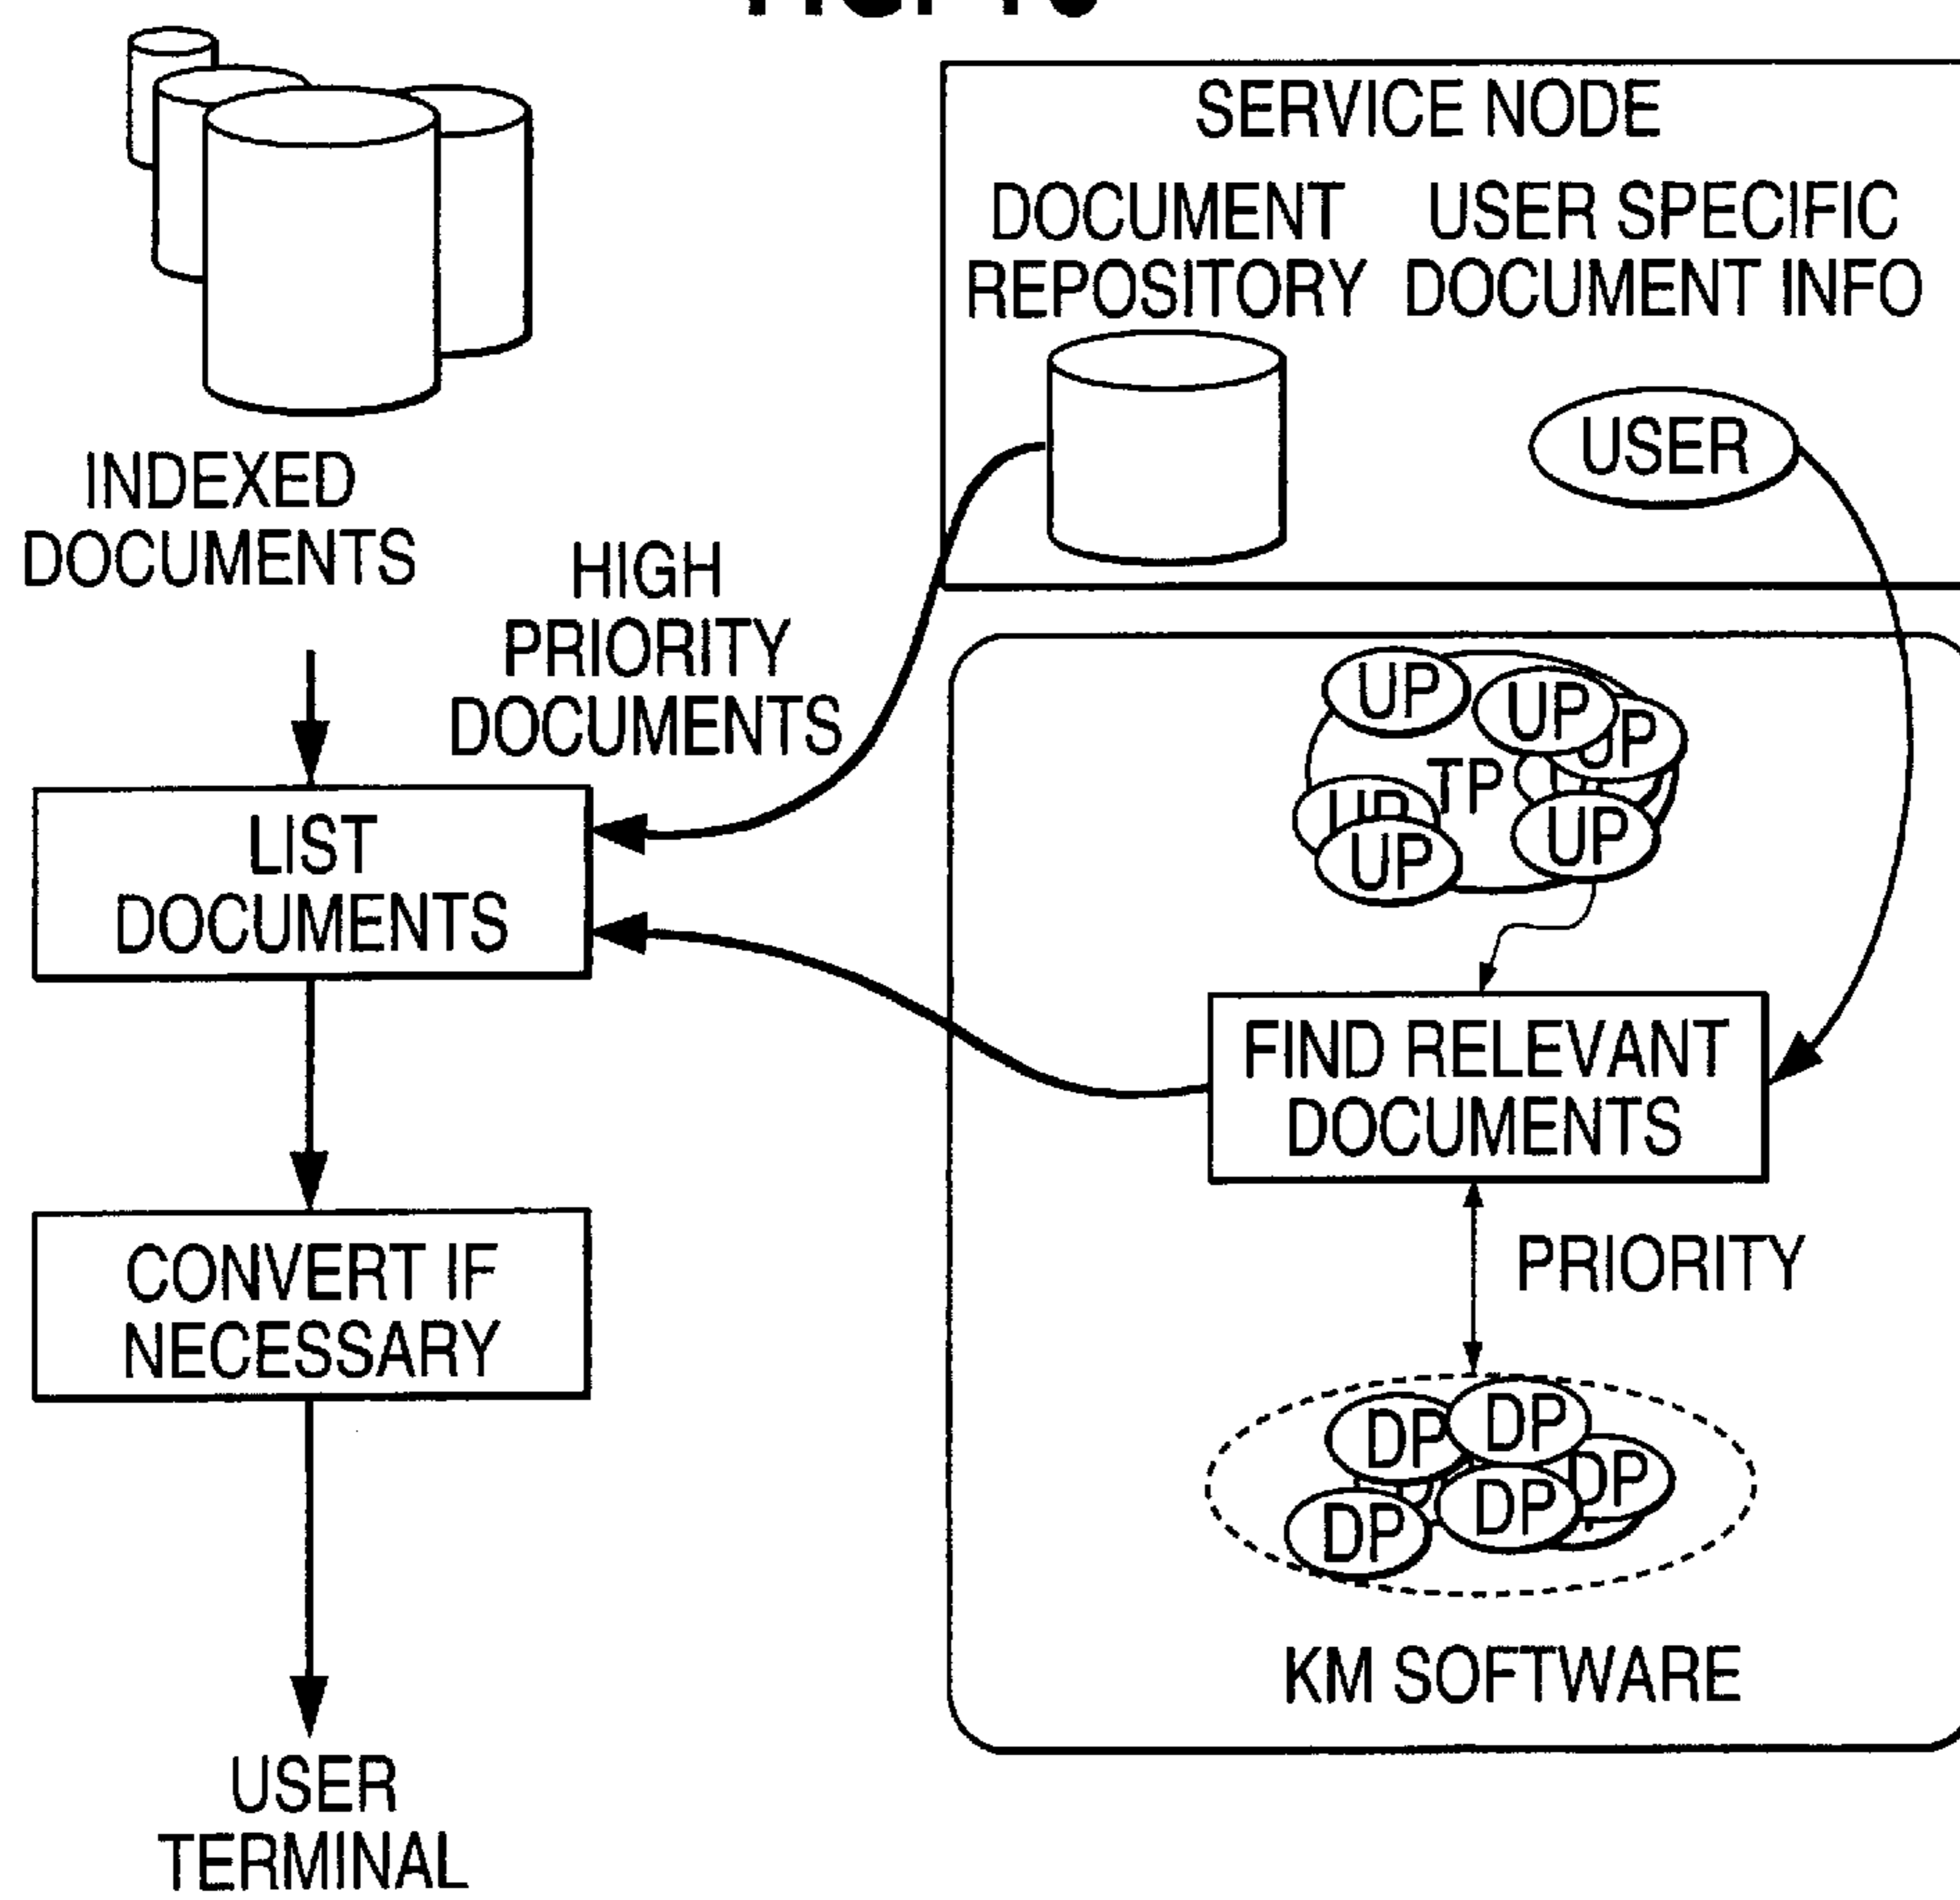 SERVICE NODE
DOCUMENT
REPOSITORY
USER SPECIFIC
DOCUMENT INFO
USER
INDEXED
DOCUMENTS
HIGH
PRIORITY
DOCUMENTS
LIST
DOCUMENTS
CONVERT IF
NECESSARY
USER
TERMINAL
UP
UP
UP
TP
UP
UP
UP
FIND RELEVANT
DOCUMENTS
PRIORITY
DP
DP
DP
DP
DP
KM SOFTWARE